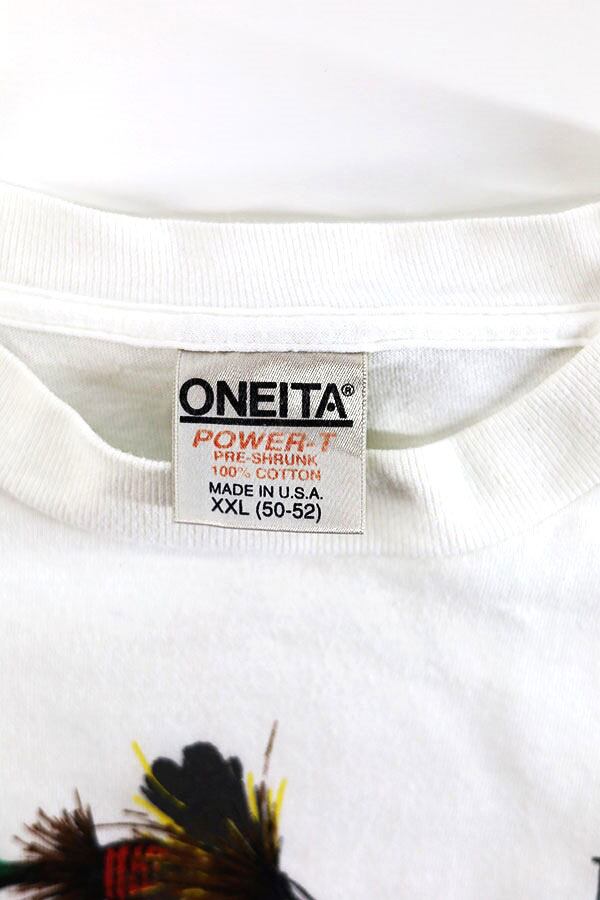 ONEITA®
POWER-T
PRE-SHRUNK
100% COTTON
MADE IN U.S.A.
XXL (50-52)